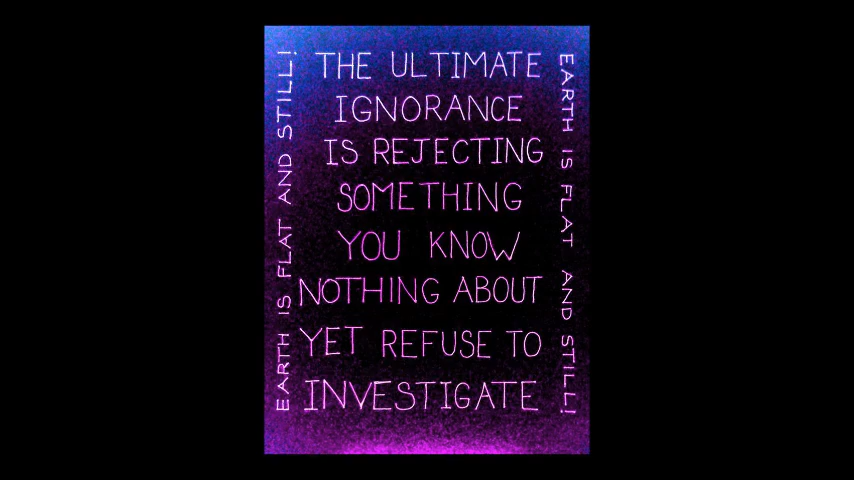 THE ULTIMATE
IGNORANCE
IS REJECTING
SOMETHING
YOU KNOW
NOTHING ABOUT
YET REFUSE TO
INVESTIGATE
EARTH IS FLAT AND STILL!
EARTH IS FLAT AND STILL!